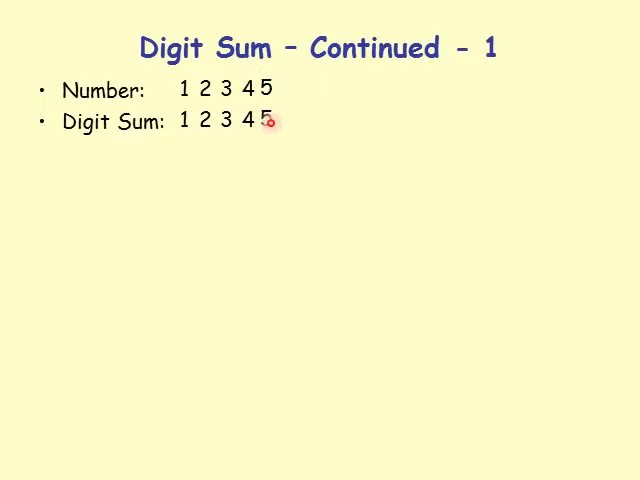 Digit Sum – Continued - 1
• Number: 1 2 3 4 5
• Digit Sum: 1 2 3 4 5